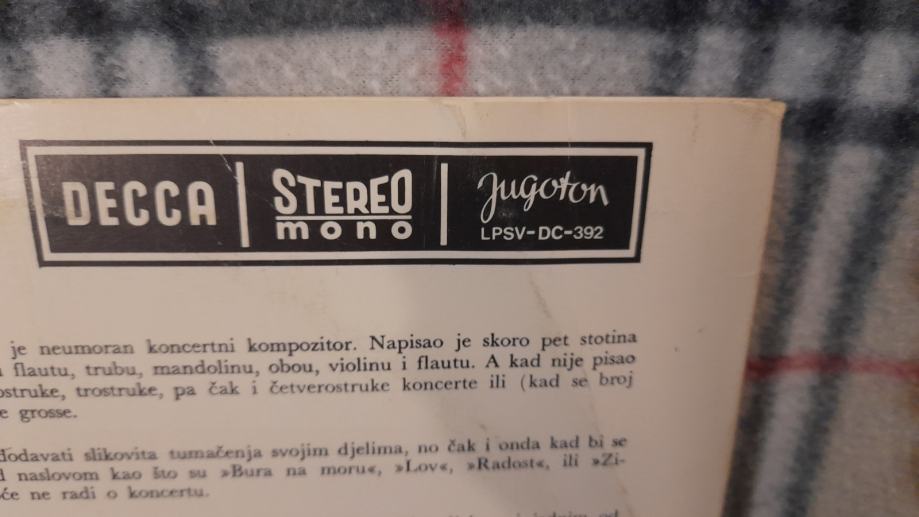 DECCA STEREO mono Jugoton LPSV-DC-392
je neumoran koncertni kompozitor. Napisao je skoro pet stotina
flautu, trubu, mandolinu, obou, violinu i flautu. A kad nije pisao
ostruke, trostruke, pa čak i četverostruke koncerte ili (kad se broj
e grosse.
dodavati slikovita tumačenja svojim djelima, no čak i onda kad bi se
naslovom kao što su »Bura na moru«, »Lov«, »Radost«, ili »Zi-
će ne radi o koncertu.